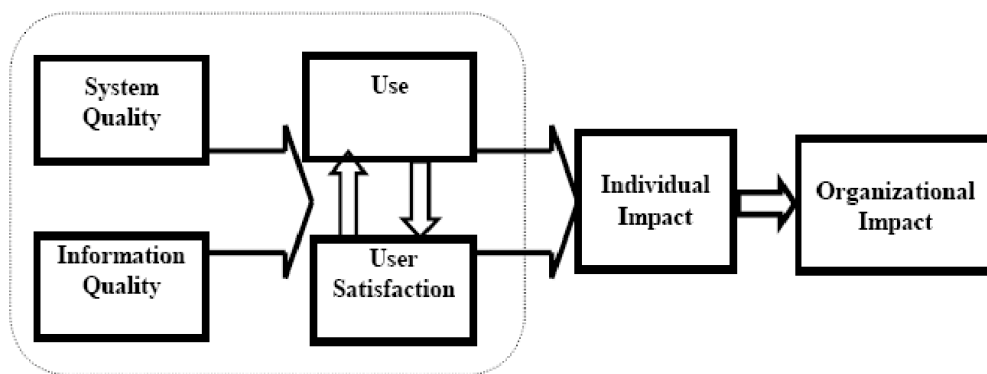 System
Quality
Use
Information
Quality
User
Satisfaction
Individual
Impact
Organizational
Impact